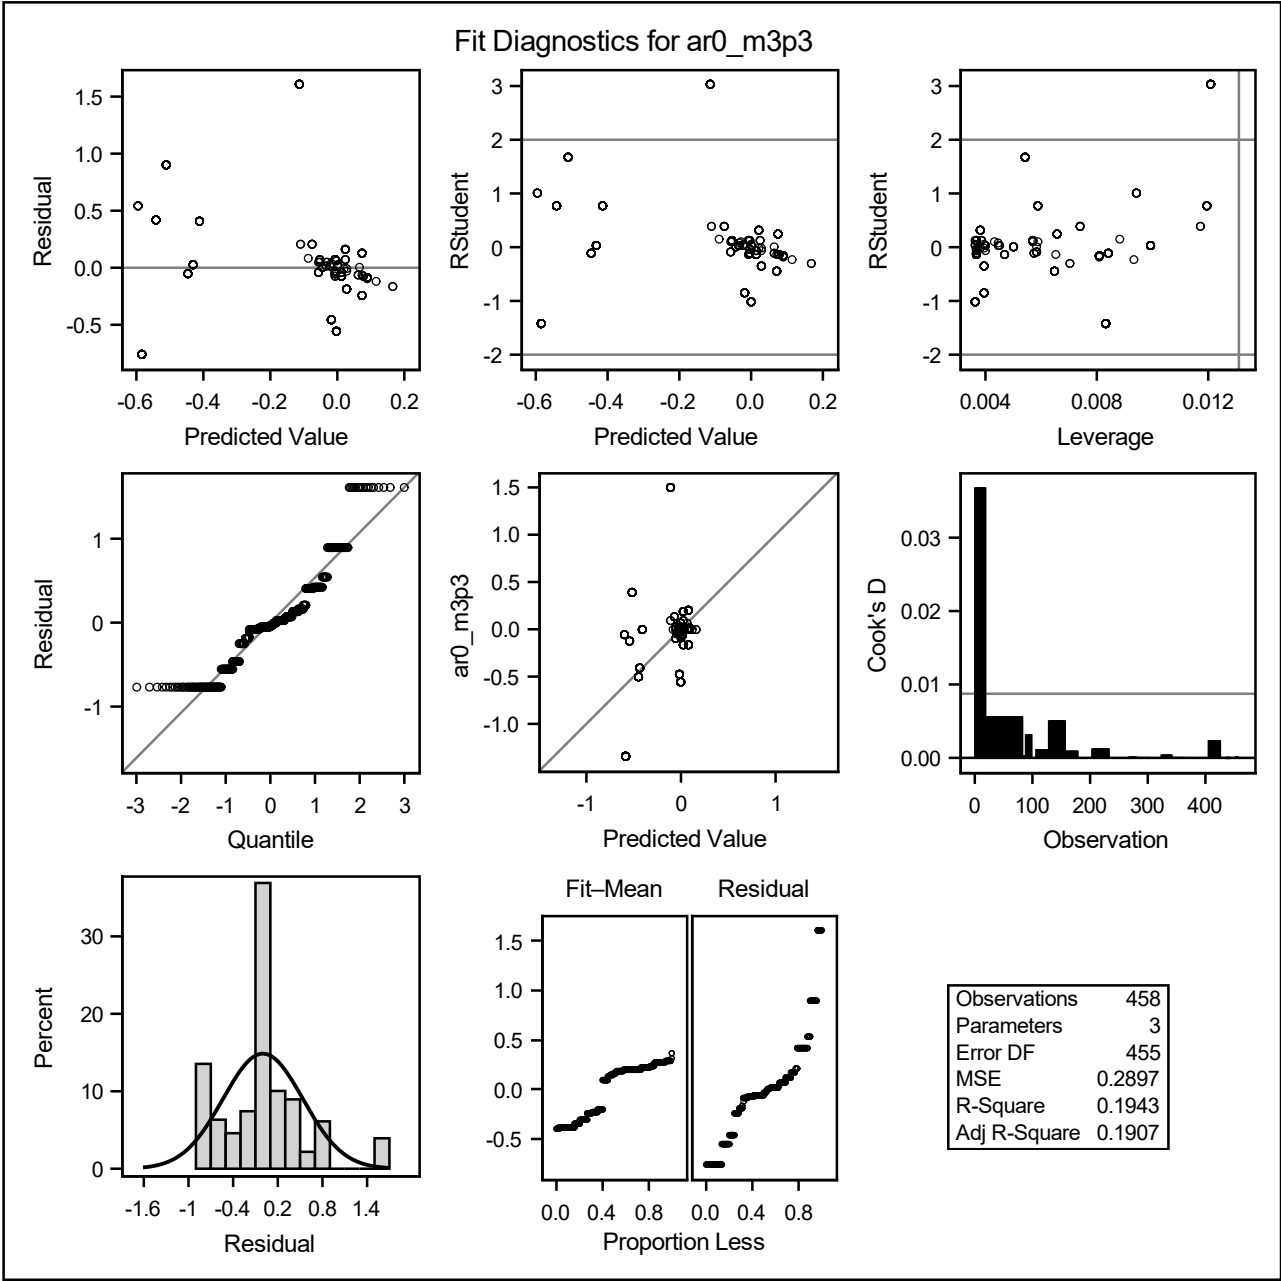 Fit Diagnostics for ar0_m3p3
Residual
1.5
1.0
0.5
0.0
-0.5
-0.6 -0.4 -0.2 0.0 0.2
Predicted Value
RStudent
3
2
1
0
-1
-2
-0.6 -0.4 -0.2 0.0 0.2
Predicted Value
RStudent
3
2
1
0
-1
-2
0.004 0.008 0.012
Leverage
Residual
1
0
-1
-3 -2 -1 0 1 2 3
Quantile
ar0_m3p3
1.5
1.0
0.5
0.0
-0.5
-1.0
-1 0 1
Predicted Value
Cook's D
0.03
0.02
0.01
0.00
0 100 200 300 400
Observation
Percent
30
20
10
0
-1.6 -1 -0.4 0.2 0.8 1.4
Residual
Fit–Mean Residual
1.5
1.0
0.5
0.0
-0.5
0.0 0.4 0.8 0.0 0.4 0.8
Proportion Less
Observations 458
Parameters 3
Error DF 455
MSE 0.2897
R-Square 0.1943
Adj R-Square 0.1907